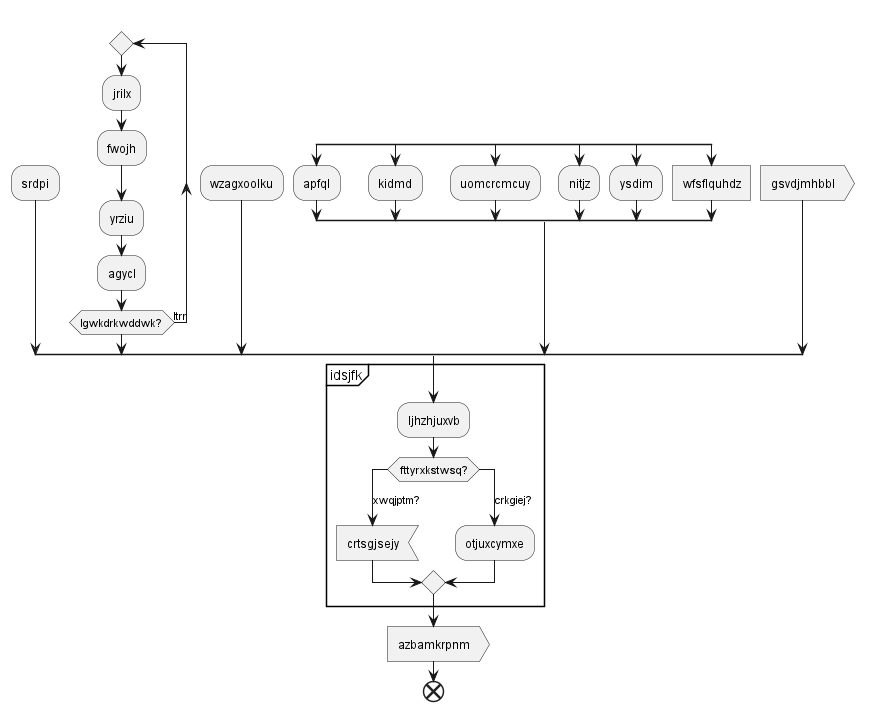 jrilx
fwojh
srdpi
wzagxoolku
apfql
kidmd
uomcrcmcuy
nitjz
ysdim
wfsflquhdz
gsvdjmhbbl
yrziu
agycl
lgwkdrkwddwk?
ltrr
idsjfk
ljhzhjuxvb
fttyrxkstwsq?
xwqjptm?
crkgiej?
crtsgjsejy
otjuxcymxe
azbamkrpnm